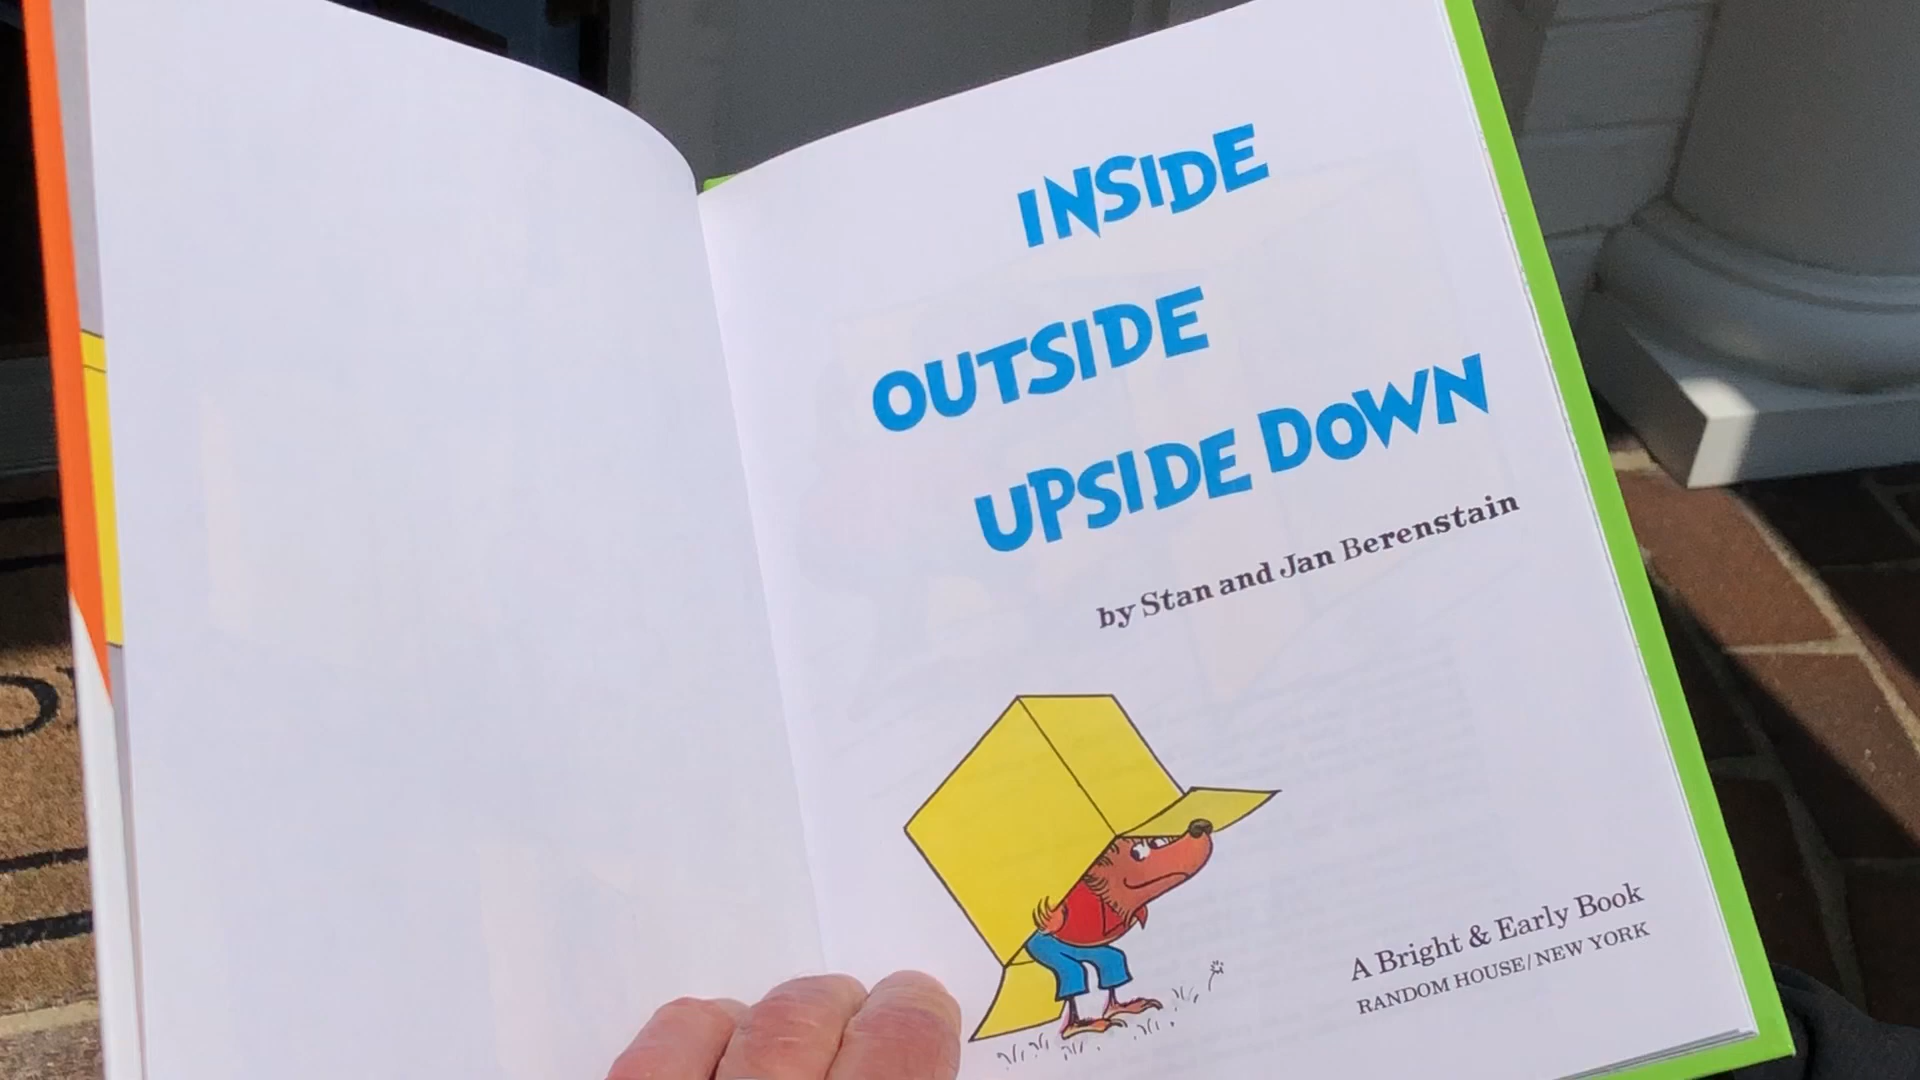 INSIDE
OUTSIDE
UPSIDE DOWN
by Stan and Jan Berenstain
A Bright & Early Book
RANDOM HOUSE/NEW YORK